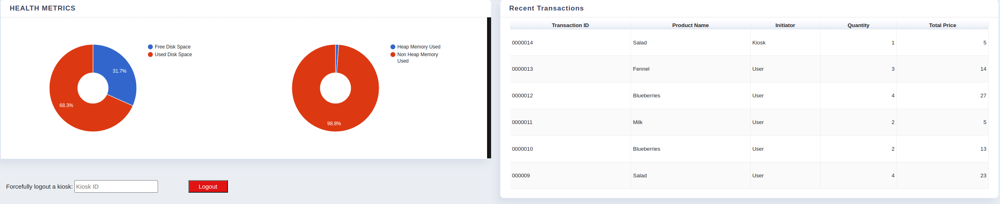 HEALTH METRICS
Free Disk Space
Used Disk Space
31.7%
68.3%
Heap Memory Used
Non Heap Memory
Used
98.8%
Forcefully logout a kiosk: Kiosk ID Logout
Recent Transactions
Transaction ID Product Name Initiator Quantity Total Price
0000014 Salad Kiosk 1 5
0000013 Fennel User 3 14
0000012 Blueberries User 4 27
0000011 Milk User 2 5
0000010 Blueberries User 2 13
000009 Salad User 4 23